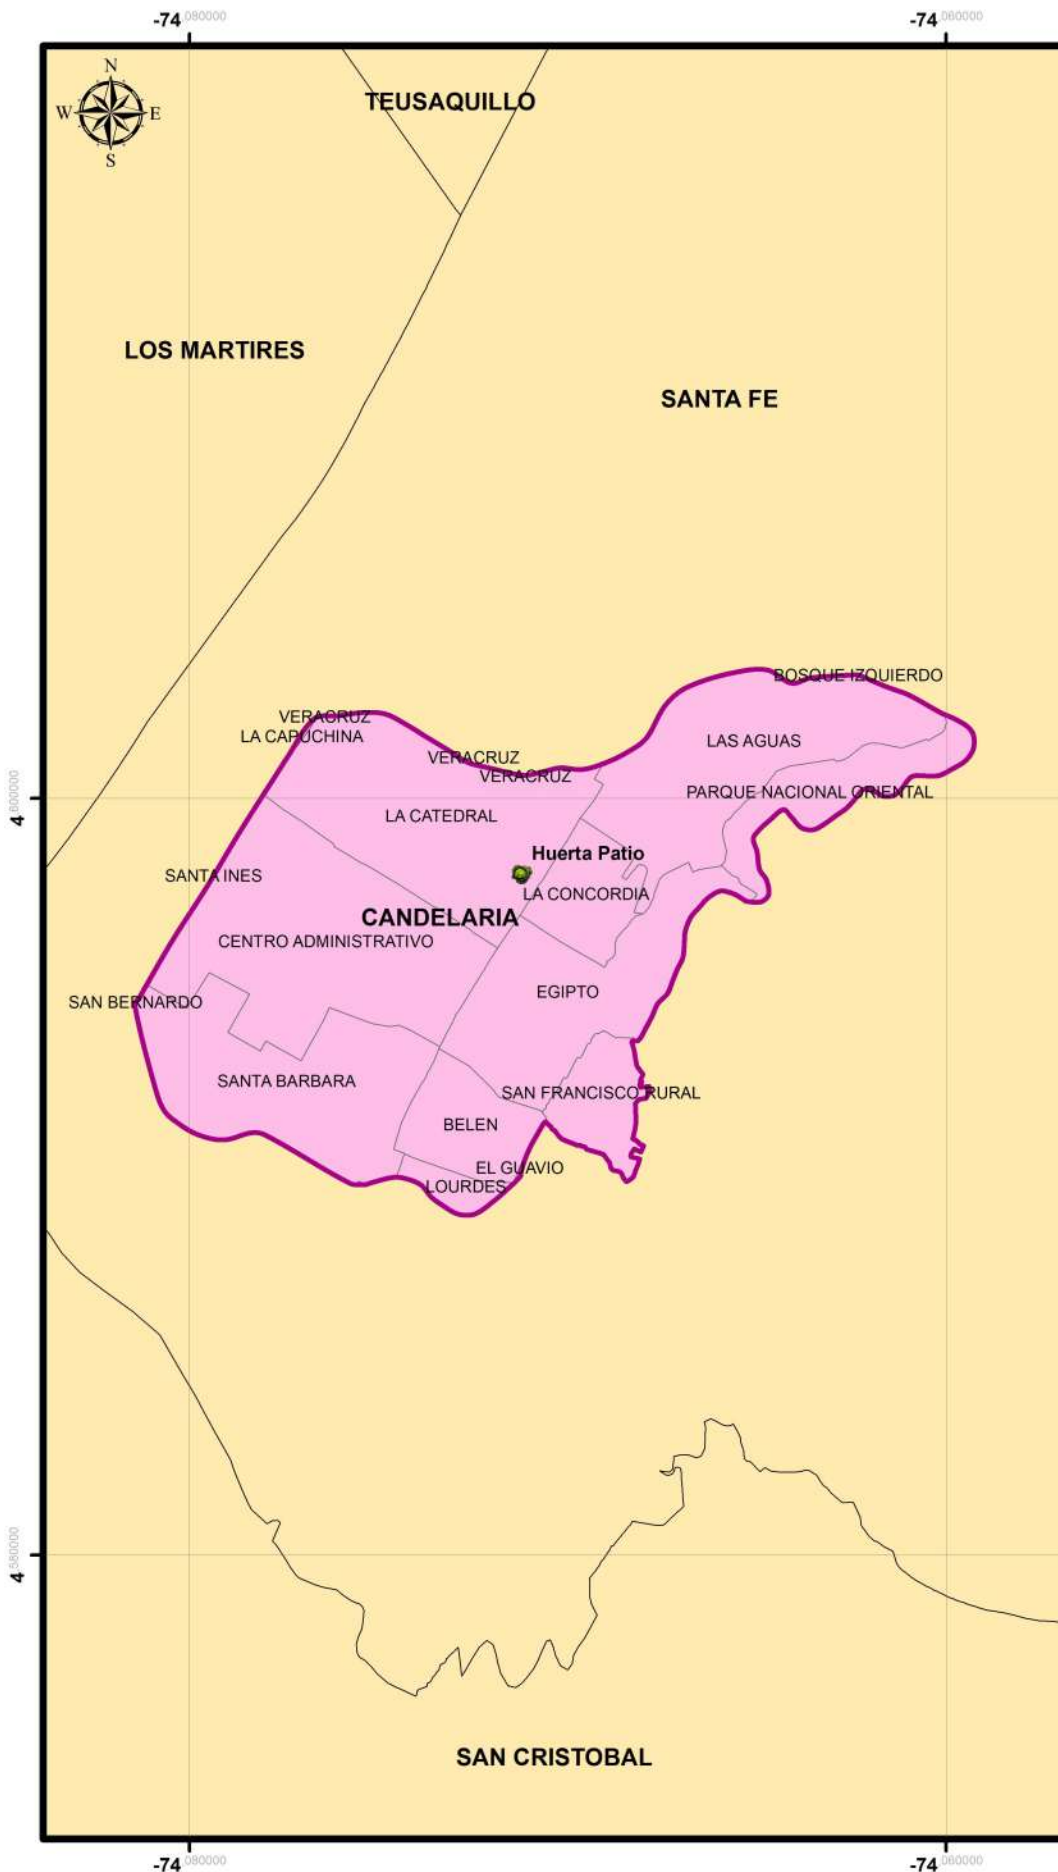 -74,080000
-74,060000
N
W
E
S
TEUSAQUILLO
LOS MARTIRES
SANTA FE
BOSQUE IZQUIERDO
VERACRUZ
LA CAPUCHINA
LAS AGUAS
VERACRUZ
VERACRUZ
PARQUE NACIONAL ORIENTAL
4,600000
LA CATEDRAL
Huerta Patio
SANTA INES
LA CONCORDIA
CANDELARIA
CENTRO ADMINISTRATIVO
EGIPTO
SAN BERNARDO
SANTA BARBARA
SAN FRANCISCO RURAL
BELEN
EL GUAVIO
LOURDES
4,580000
SAN CRISTOBAL
-74,080000
-74,060000